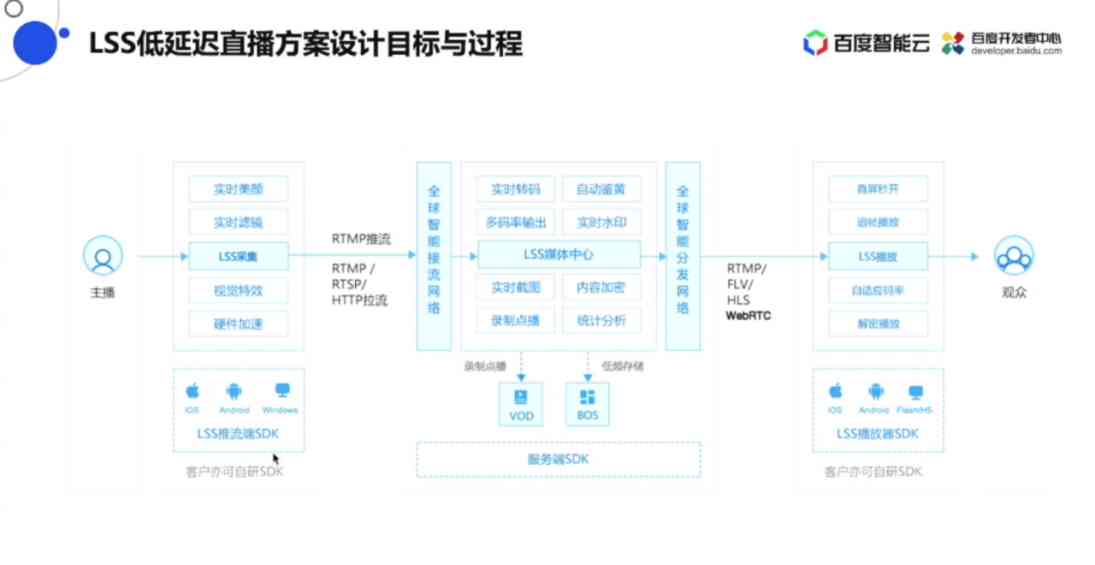 LSS低延迟直播方案设计目标与过程
百度智能云
百度开发者中心
developer.baidu.com
主播
实时美颜
实时滤镜
LSS采集
视觉特效
硬件加速
iOS
Android
Windows
LSS推流端SDK
客户亦可自研SDK
RTMP推流
RTMP /
RTSP/
HTTP拉流
全球智能接流网络
实时转码
自动鉴黄
多码率输出
实时水印
LSS媒体中心
实时截图
内容加密
录制点播
统计分析
录制点播
低频存储
VOD
BOS
服务端SDK
全球智能分发网络
RTMP/
FLV/
HLS
WebRTC
首屏秒开
追帧播放
LSS播放
自适应码率
解密播放
iOS
Android
Flash/H5
LSS播放器SDK
客户亦可自研SDK
观众